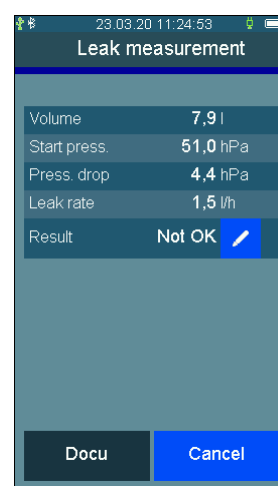 23.03.20 11:24:53
Leak measurement
Volume 7,9 l
Start press. 51,0 hPa
Press. drop 4,4 hPa
Leak rate 1,5 l/h
Result Not OK
Docu Cancel